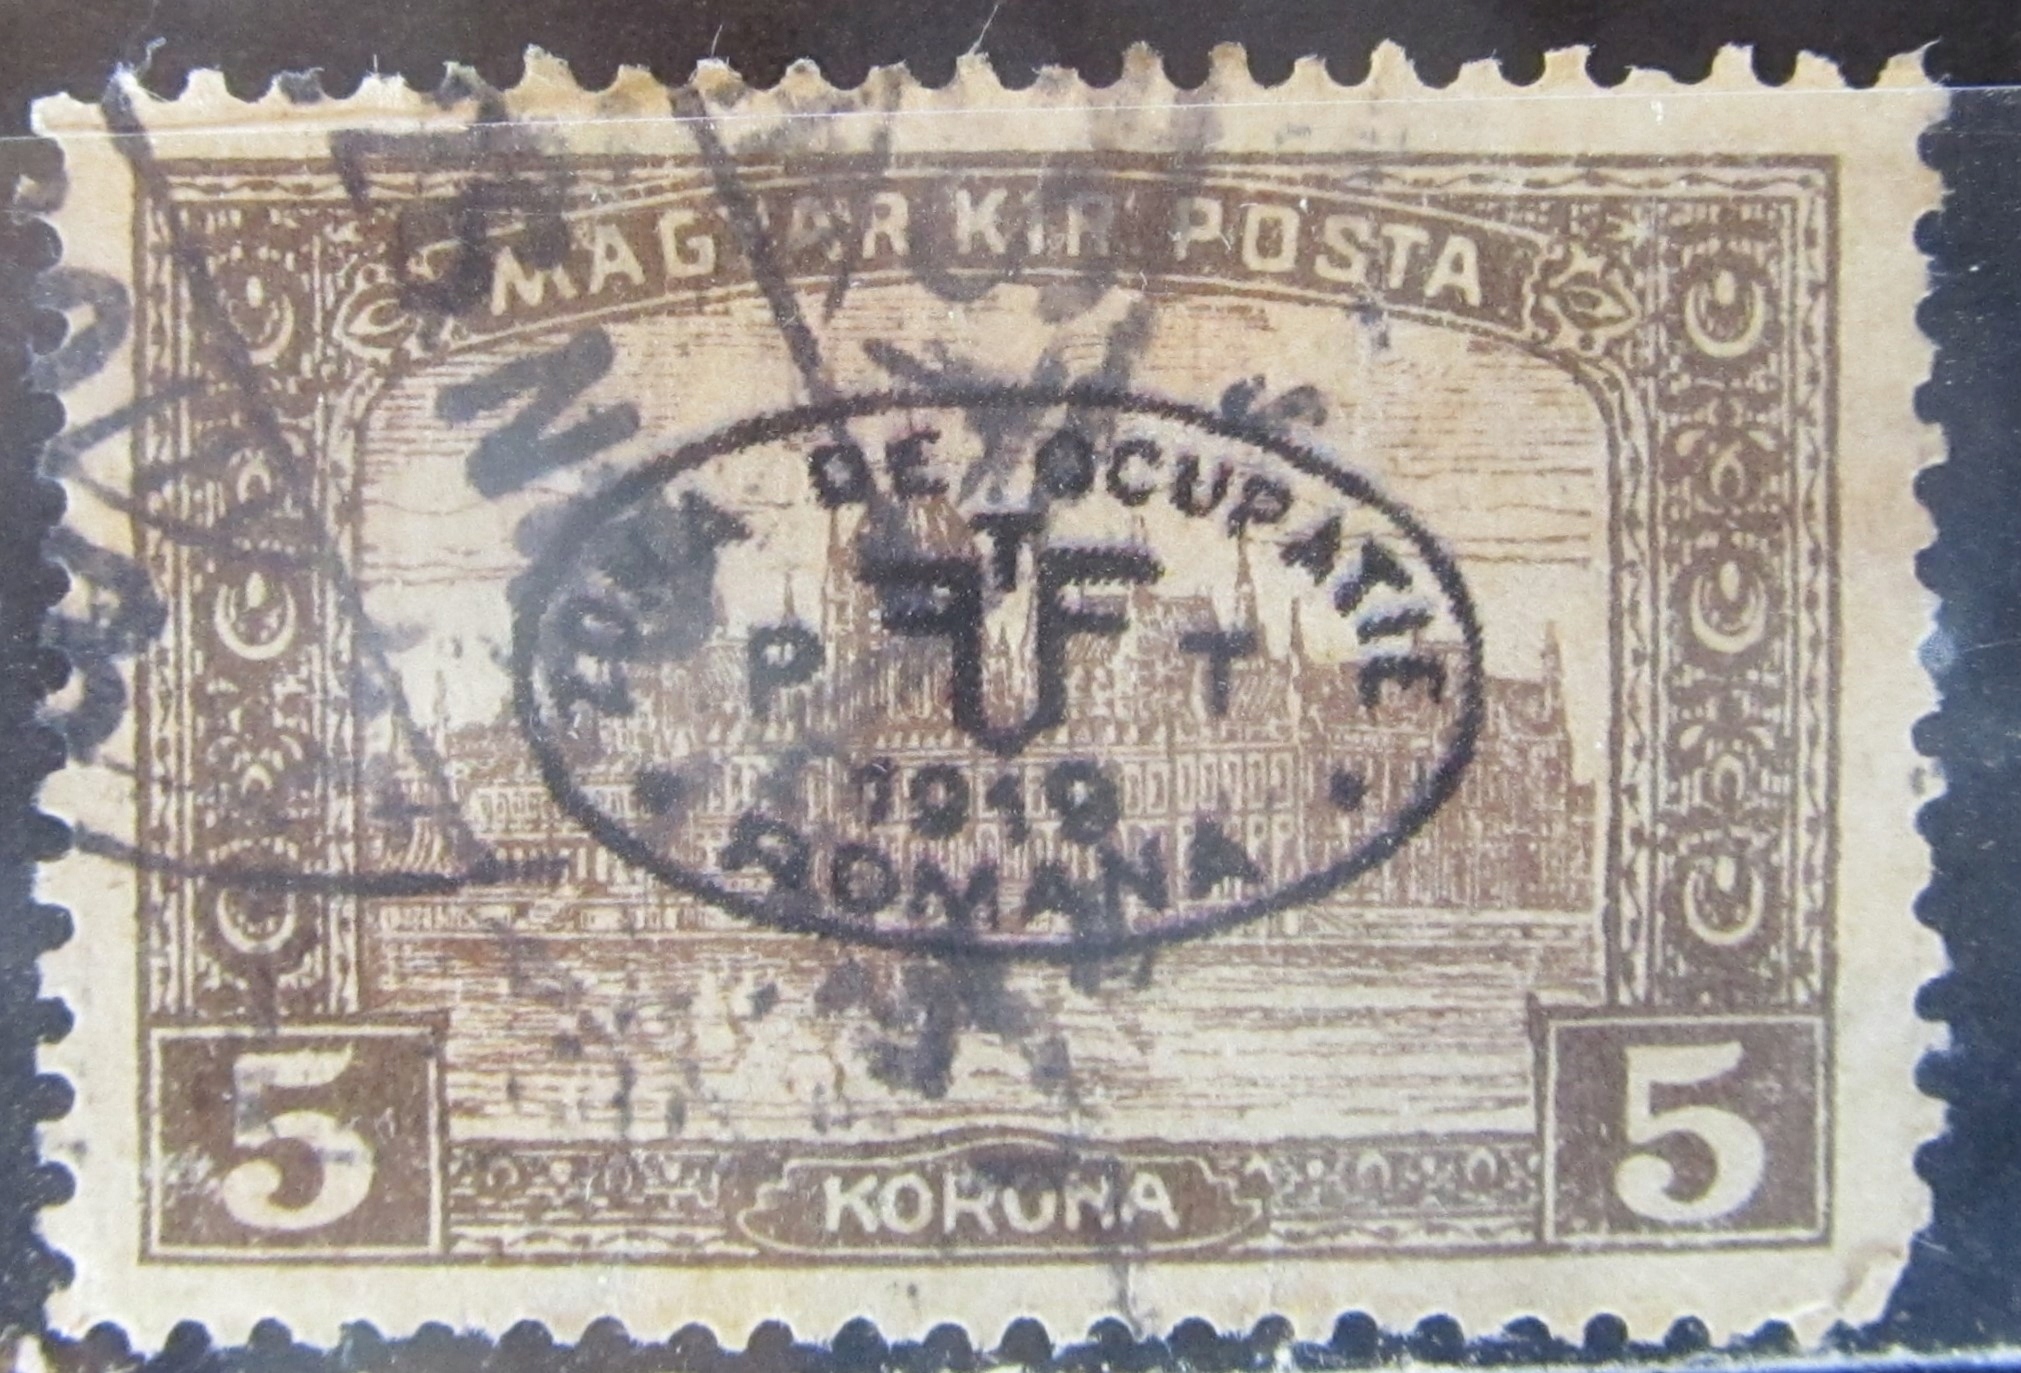 MAGYAR KIR POSTA
ZONA DE OCUPATIE
T
P T
1919
ROMANA
5 KORONA 5